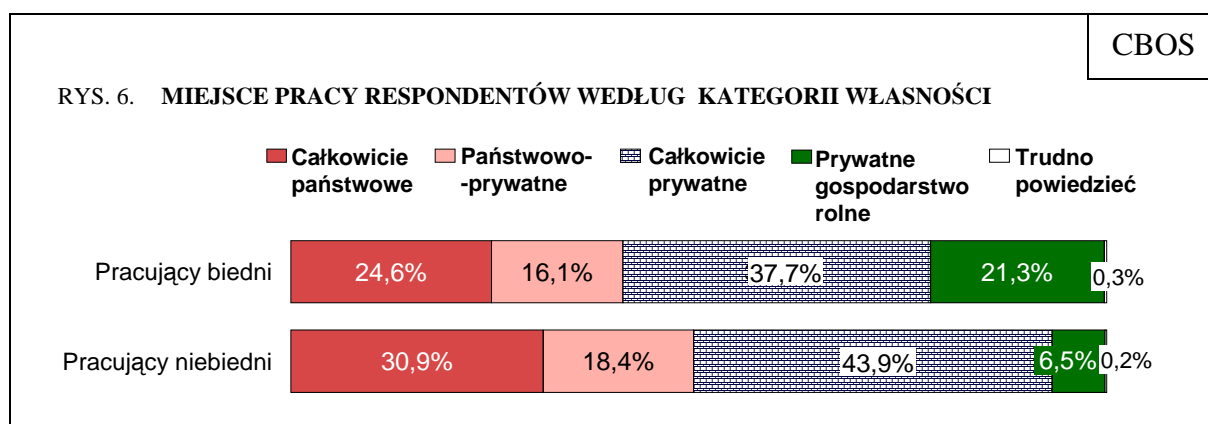 CBOS
RYS. 6. MIEJSCE PRACY RESPONDENTÓW WEDŁUG KATEGORII WŁASNOŚCI
Całkowicie państwowe
Państwowo- -prywatne
Całkowicie prywatne
Prywatne gospodarstwo rolne
Trudno powiedzieć
Pracujący biedni 24,6% 16,1% 37,7% 21,3% 0,3%
Pracujący niebiedni 30,9% 18,4% 43,9% 6,5% 0,2%